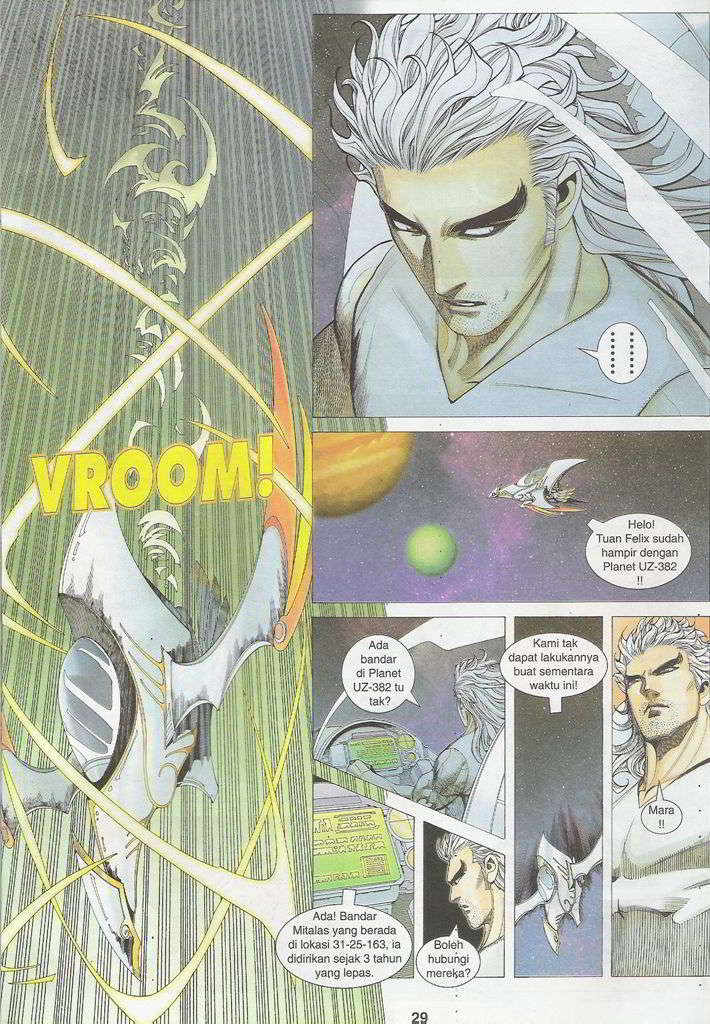 VROOM!
Helo!
Tuan Felix sudah
hampir dengan
Planet UZ-382
!!
Ada
bandar
di Planet
UZ-382 tu
tak?
Ada! Bandar
Mitalas yang berada
di lokasi 31-25-163, ia
didirikan sejak 3 tahun
yang lepas.
Boleh
hubungi
mereka?
Kami tak
dapat lakukannya
buat sementara
waktu ini!
Mara
!!
29